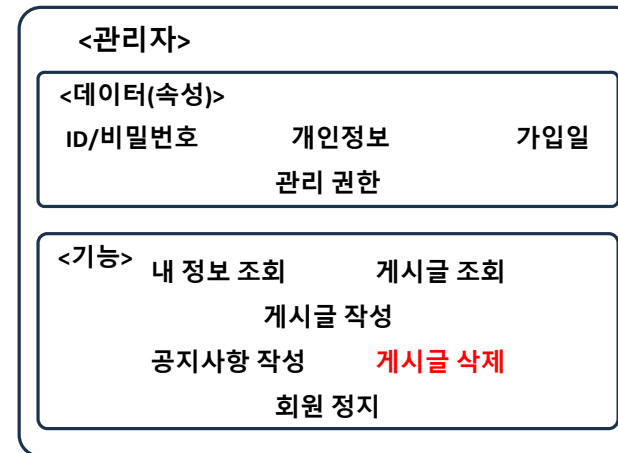 <관리자>
<데이터(속성)>
ID/비밀번호 개인정보 가입일
관리 권한
<기능>
내 정보 조회 게시글 조회
게시글 작성
공지사항 작성 게시글 삭제
회원 정지